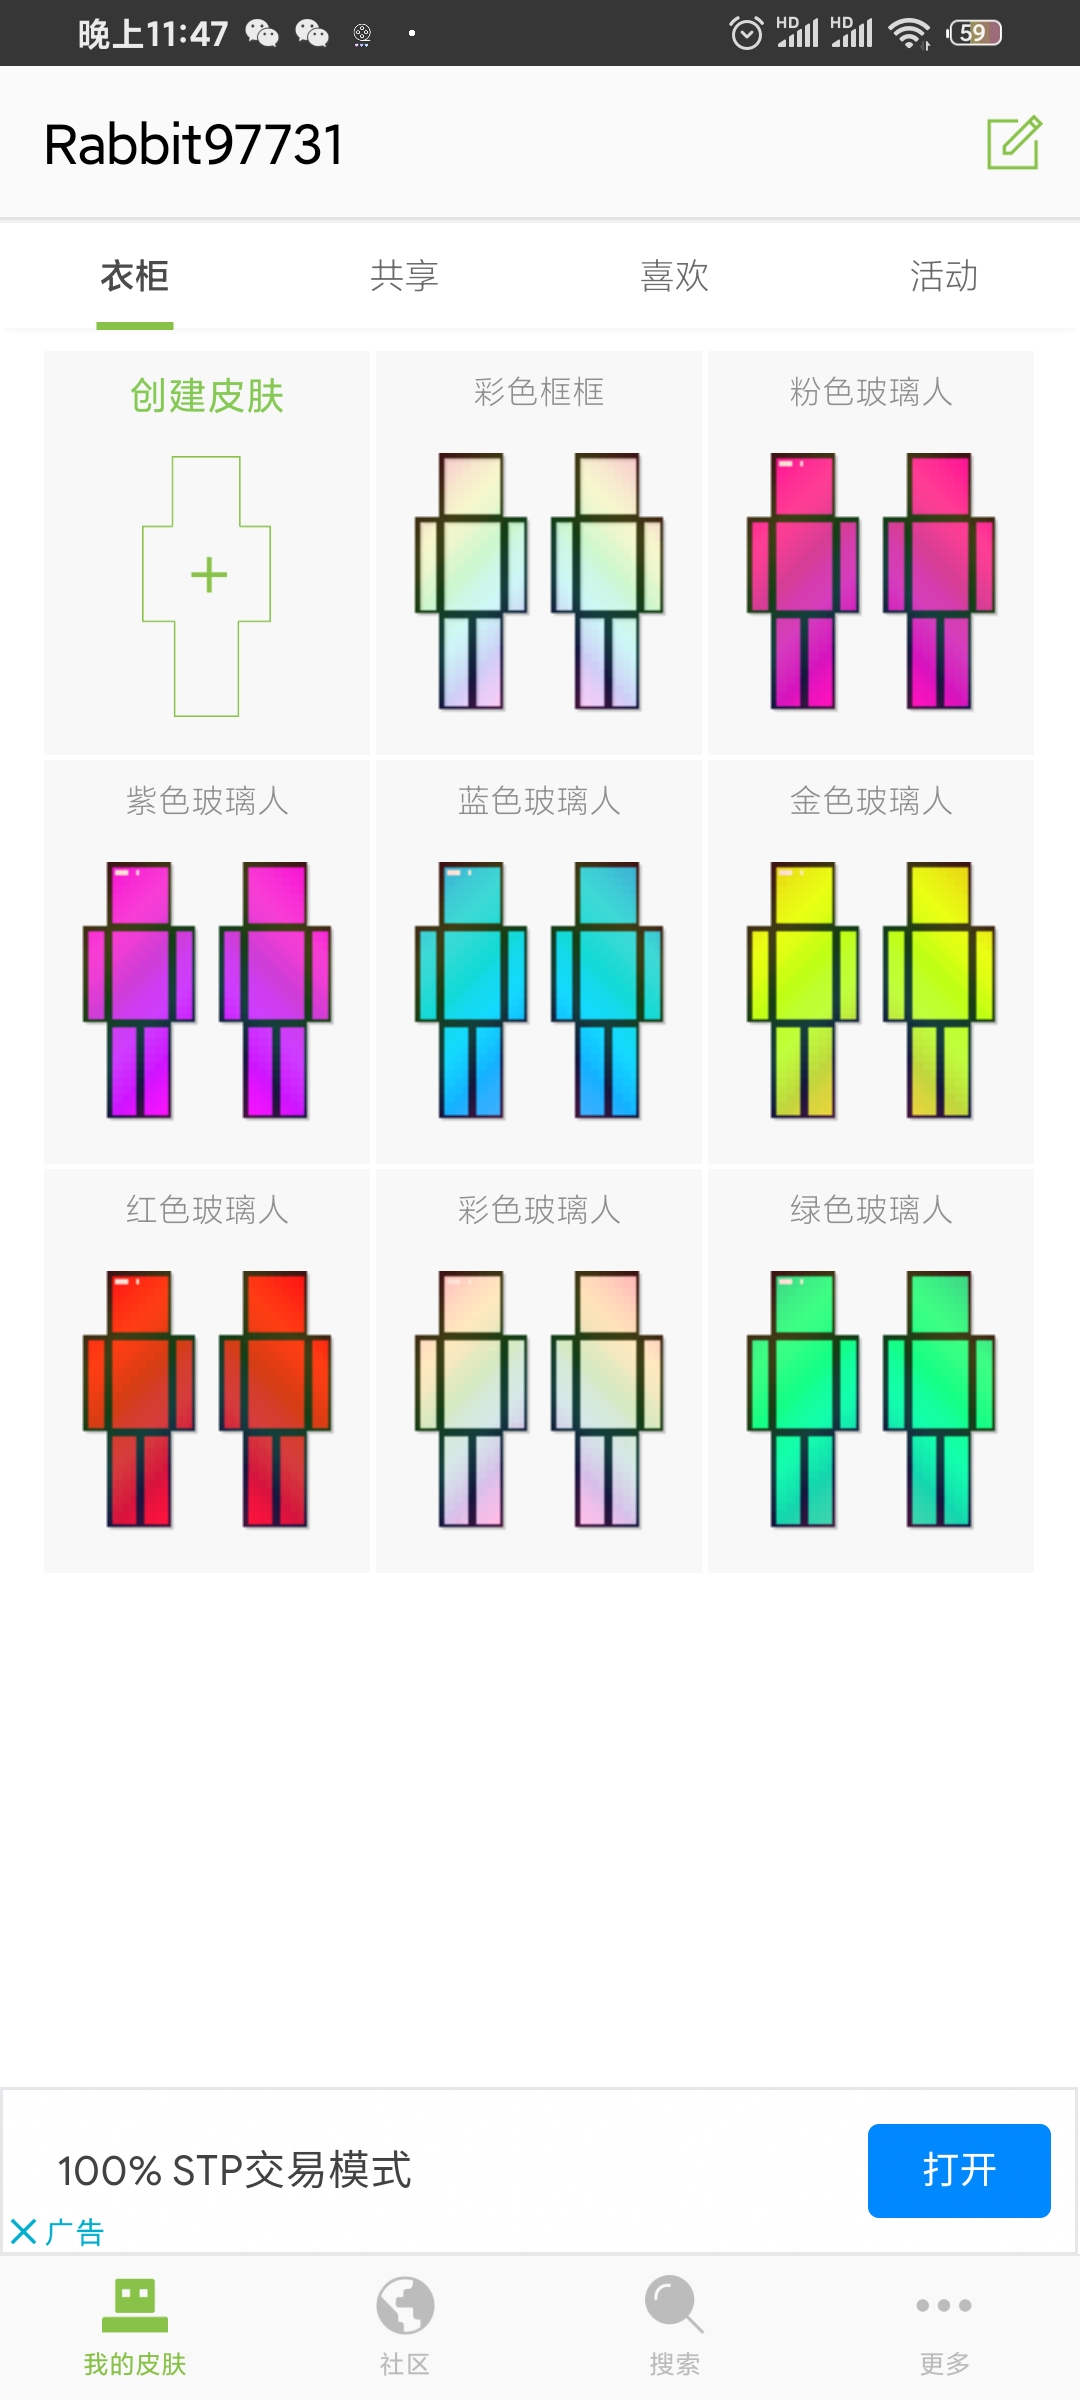 晚上11:47
HD HD 59
Rabbit97731
衣柜 共享 喜欢 活动
创建皮肤 彩色框框 粉色玻璃人
紫色玻璃人 蓝色玻璃人 金色玻璃人
红色玻璃人 彩色玻璃人 绿色玻璃人
100% STP交易模式
打开
广告
我的皮肤 社区 搜索 更多